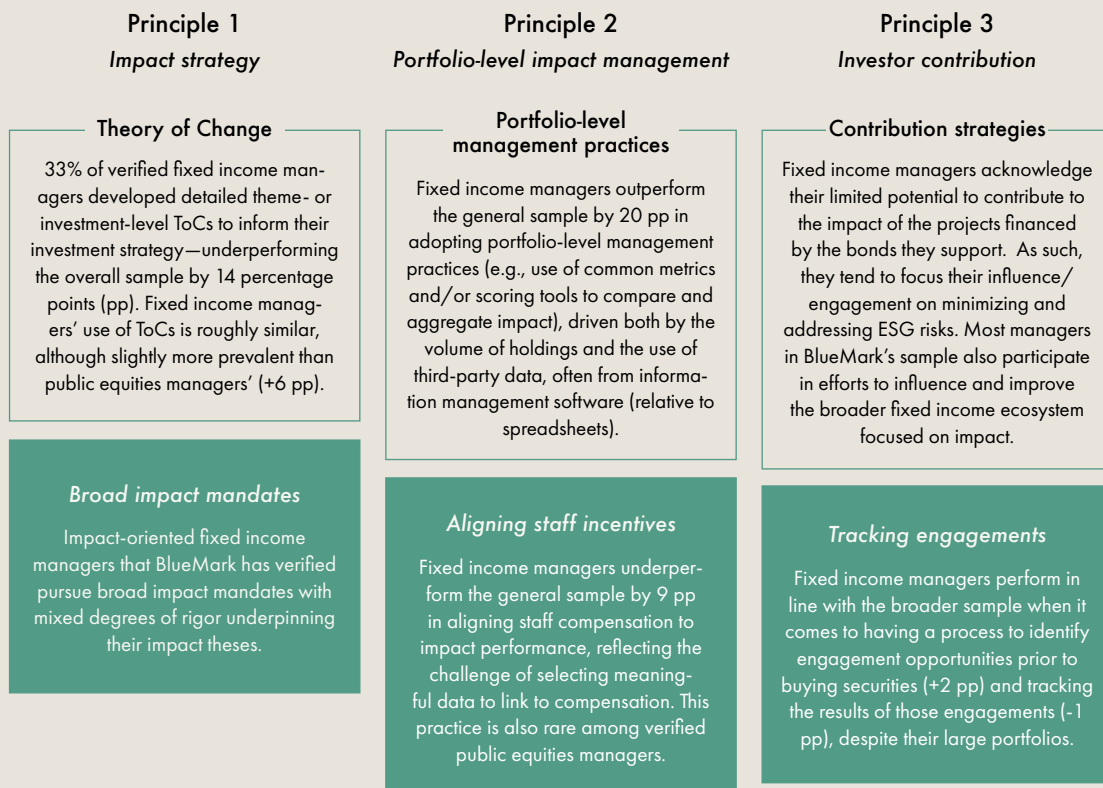 Principle 1
Impact strategy
Theory of Change
33% of verified fixed income man-
agers developed detailed theme- or
investment-level ToCs to inform their
investment strategy—underperforming
the overall sample by 14 percentage
points (pp). Fixed income manag-
ers’ use of ToCs is roughly similar,
although slightly more prevalent than
public equities managers’ (+6 pp).
Broad impact mandates
Impact-oriented fixed income
managers that BlueMark has verified
pursue broad impact mandates with
mixed degrees of rigor underpinning
their impact theses.
Principle 2
Portfolio-level impact management
Portfolio-level
management practices
Fixed income managers outperform
the general sample by 20 pp in
adopting portfolio-level management
practices (e.g., use of common metrics
and/or scoring tools to compare and
aggregate impact), driven both by the
volume of holdings and the use of
third-party data, often from informa-
tion management software (relative to
spreadsheets).
Aligning staff incentives
Fixed income managers underper-
form the general sample by 9 pp
in aligning staff compensation to
impact performance, reflecting the
challenge of selecting meaning-
ful data to link to compensation. This
practice is also rare among verified
public equities managers.
Principle 3
Investor contribution
Contribution strategies
Fixed income managers acknowledge
their limited potential to contribute to
the impact of the projects financed
by the bonds they support. As such,
they tend to focus their influence/
engagement on minimizing and
addressing ESG risks. Most managers
in BlueMark’s sample also participate
in efforts to influence and improve
the broader fixed income ecosystem
focused on impact.
Tracking engagements
Fixed income managers perform in
line with the broader sample when it
comes to having a process to identify
engagement opportunities prior to
buying securities (+2 pp) and tracking
the results of those engagements (-1
pp), despite their large portfolios.